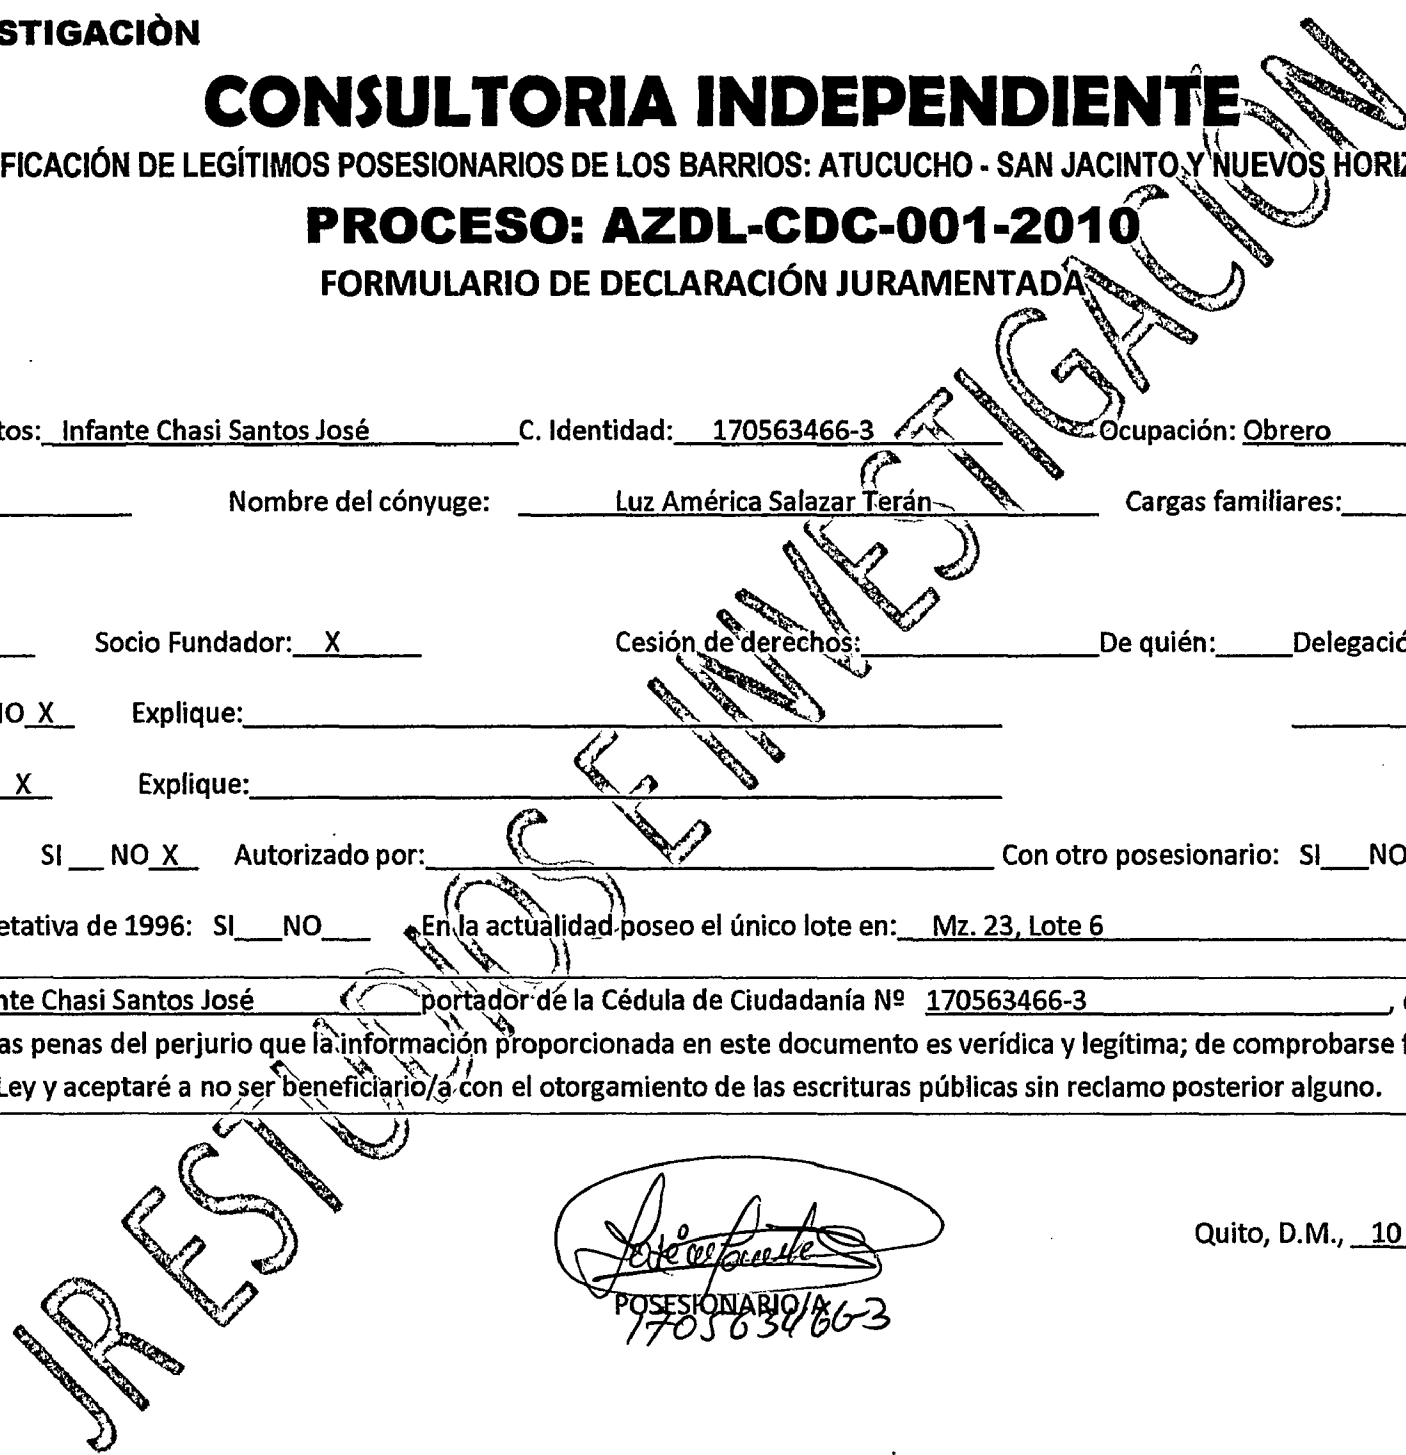 STIGACIÒN
CONSULTORIA INDEPENDIENTE
FICACIÓN DE LEGÍTIMOS POSESIONARIOS DE LOS BARRIOS: ATUCUCHO - SAN JACINTO Y NUEVOS HORIZ
PROCESO: AZDL-CDC-001-2010
FORMULARIO DE DECLARACIÓN JURAMENTADA
tos: Infante Chasi Santos José C. Identidad: 170563466-3 Ocupación: Obrero
Nombre del cónyuge: Luz América Salazar Terán Cargas familiares:
Socio Fundador: X Cesión de derechos: De quién: Delegació
NO X Explique:
X Explique:
SI __ NO X Autorizado por: Con otro posesionario: SI___NO
etativa de 1996: SI___NO___ En la actualidad poseo el único lote en: Mz. 23, Lote 6
nte Chasi Santos José portador de la Cédula de Ciudadanía Nº 170563466-3 ,
as penas del perjurio que la información proporcionada en este documento es verídica y legítima; de comprobarse f
Ley y aceptaré a no ser beneficiario/a con el otorgamiento de las escrituras públicas sin reclamo posterior alguno.
Quito, D.M., 10
POSESIONARIO/A
170563466-3
JR ESTUDIOS E INVESTIGACION